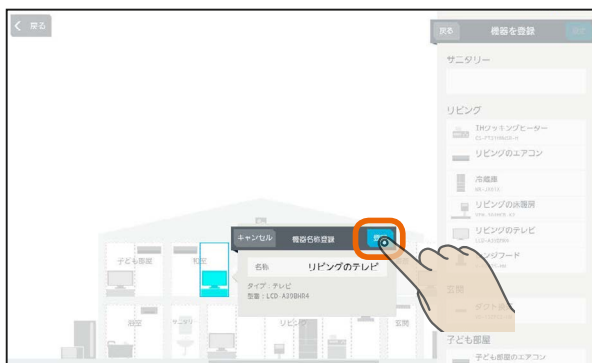 戻る
戻る 機器を登録
サニタリー
リビング
IHクッキングヒーター
リビングのエアコン
冷蔵庫
リビングの床暖房
リビングのテレビ
キャンセル 機器名称登録
名称 リビングのテレビ
タイプ：テレビ
型番：LCD-A39BHR4
子ども部屋 和室
浴室 サニタリー リビング 玄関
玄関
子ども部屋
子ども部屋のエアコン